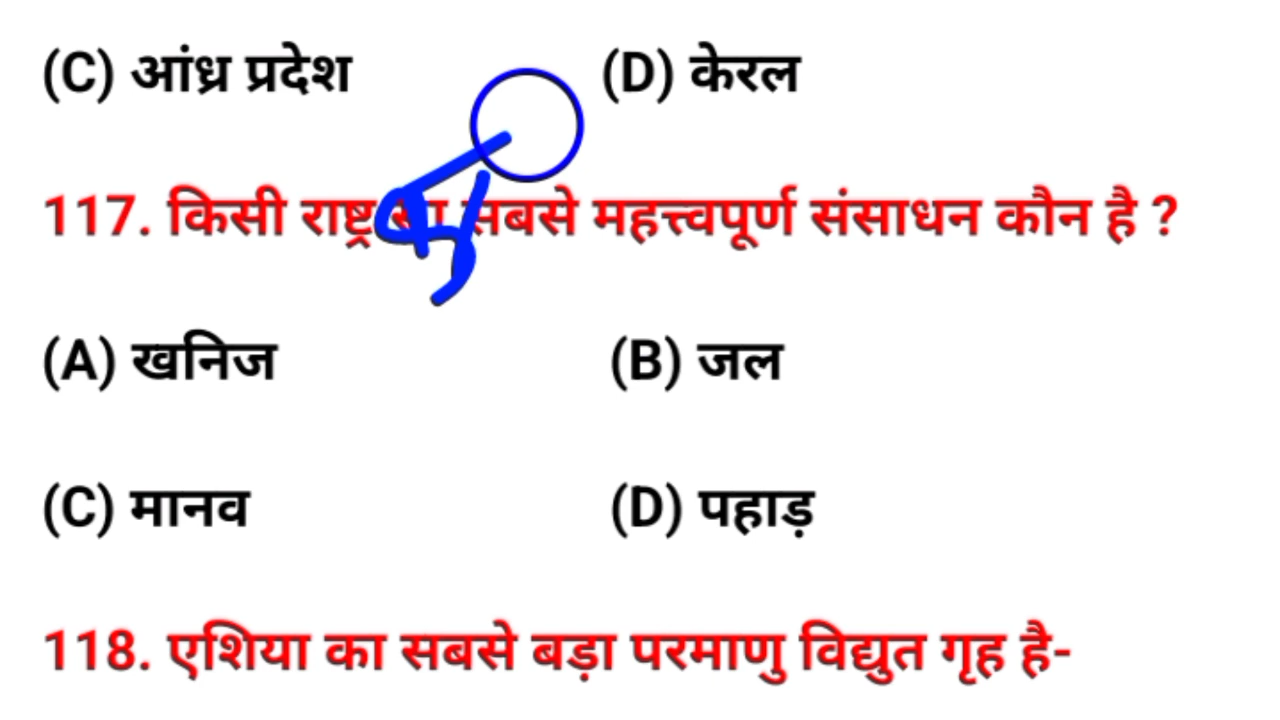 (C) आंध्र प्रदेश (D) केरल
117. किसी राष्ट्र का सबसे महत्त्वपूर्ण संसाधन कौन है ?
(A) खनिज (B) जल
(C) मानव (D) पहाड़
118. एशिया का सबसे बड़ा परमाणु विद्युत गृह है-